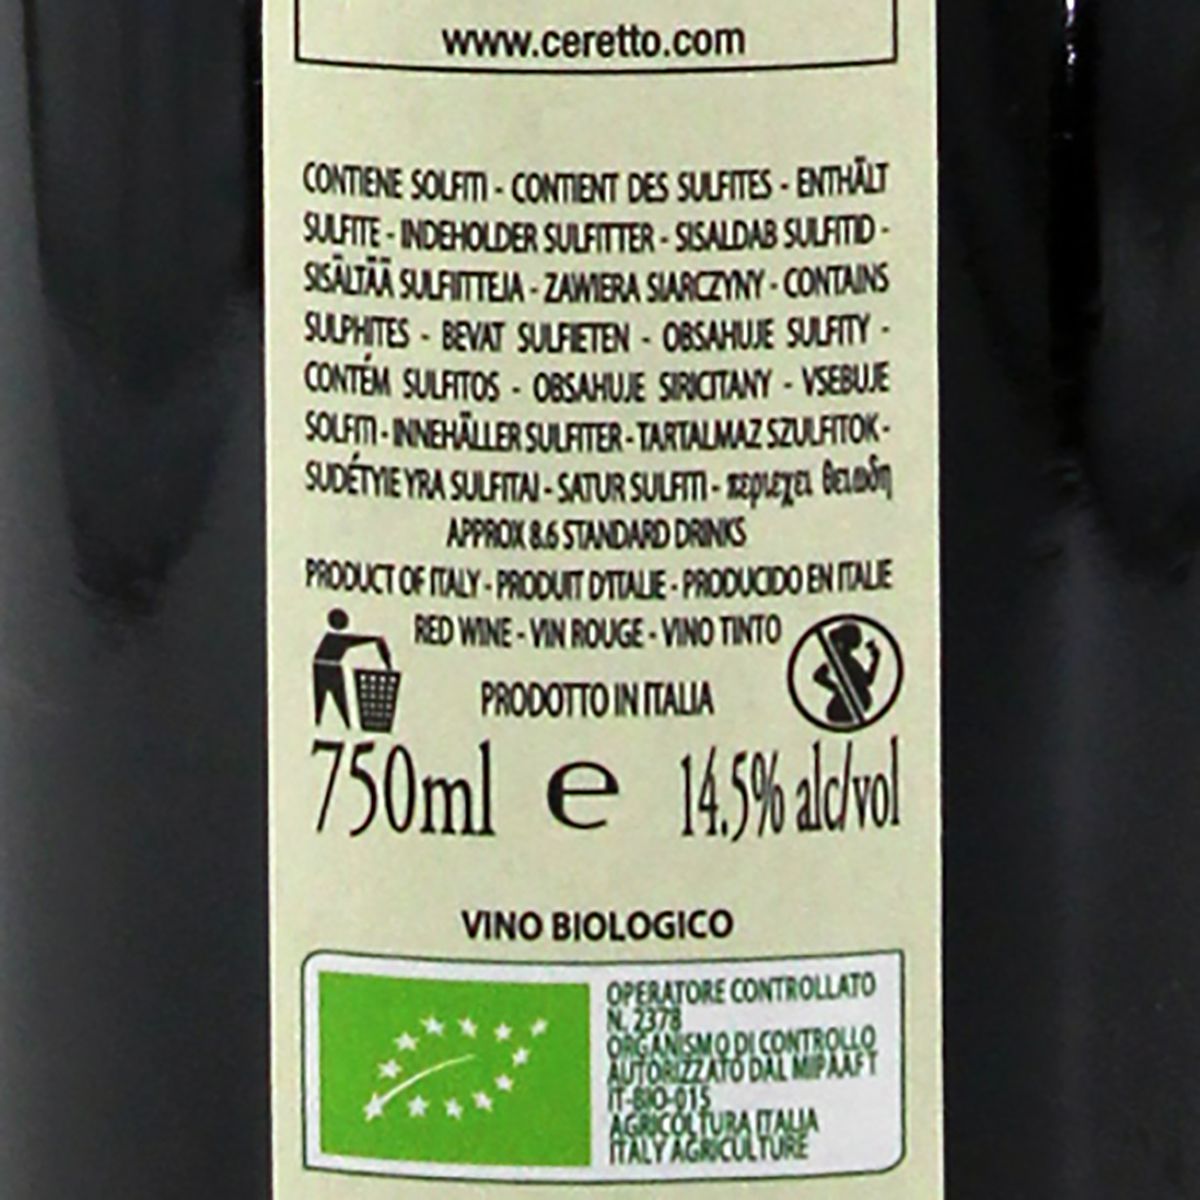 www.ceretto.com
CONTIENE SOLFITI - CONTIENT DES SULFITES - ENTHÄLT
SULFITE - INDEHOLDER SULFITTER - SISALDAB SULFITID -
SISÄLTÄÄ SULFIITTEJA - ZAWIERA SIARCZYNY - CONTAINS
SULPHITES - BEVAT SULFIETEN - OBSAHUJE SULFITY -
CONTÉM SULFITOS - OBSAHUJE SIRICITANY - VSEBUJE
SOLFITI - INNEHÄLLER SULFITER - TARTALMAZ SZULFITOK -
SUDÉTYIE YRA SULFITAI - SATUR SULFITI - περιεχει θειωδη
APPROX 8.6 STANDARD DRINKS
PRODUCT OF ITALY - PRODUIT D'ITALIE - PRODUCIDO EN ITALIE
RED WINE - VIN ROUGE - VINO TINTO
PRODOTTO IN ITALIA
750ml e 14.5% alc/vol
VINO BIOLOGICO
OPERATORE CONTROLLATO
N. 2378
ORGANISMO DI CONTROLLO
AUTORIZZATO DAL MIPAAFT
IT-BIO-015
AGRICOLTURA ITALIA
ITALY AGRICULTURE